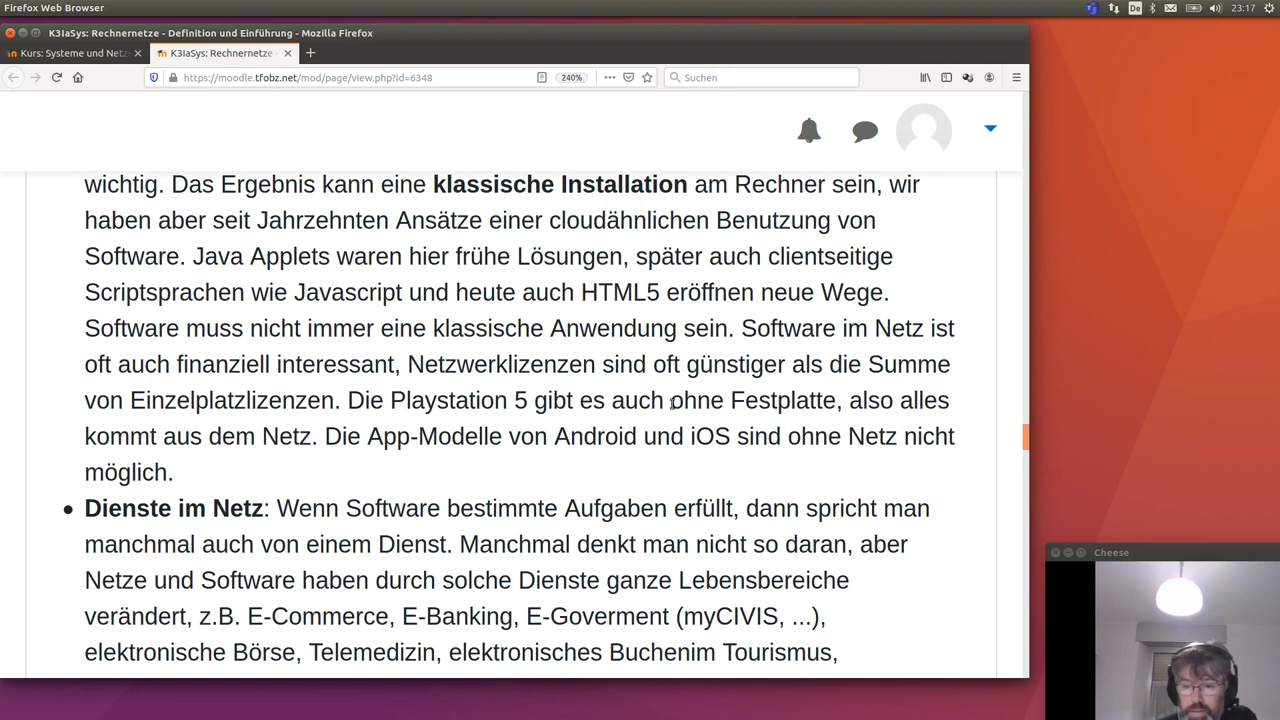 Firefox Web Browser
De
23:17
K3IaSys: Rechnernetze - Definition und Einführung - Mozilla Firefox
Kurs: Systeme und Netz
K3IaSys: Rechnernetze -
https://moodle.tfobz.net/mod/page/view.php?id=6348
240%
Suchen
wichtig. Das Ergebnis kann eine klassische Installation am Rechner sein, wir
haben aber seit Jahrzehnten Ansätze einer cloudähnlichen Benutzung von
Software. Java Applets waren hier frühe Lösungen, später auch clientseitige
Scriptsprachen wie Javascript und heute auch HTML5 eröffnen neue Wege.
Software muss nicht immer eine klassische Anwendung sein. Software im Netz ist
oft auch finanziell interessant, Netzwerklizenzen sind oft günstiger als die Summe
von Einzelplatzlizenzen. Die Playstation 5 gibt es auch ohne Festplatte, also alles
kommt aus dem Netz. Die App-Modelle von Android und iOS sind ohne Netz nicht
möglich.
• Dienste im Netz: Wenn Software bestimmte Aufgaben erfüllt, dann spricht man
manchmal auch von einem Dienst. Manchmal denkt man nicht so daran, aber
Netze und Software haben durch solche Dienste ganze Lebensbereiche
verändert, z.B. E-Commerce, E-Banking, E-Goverment (myCIVIS, ...),
elektronische Börse, Telemedizin, elektronisches Buchenim Tourismus,
Cheese